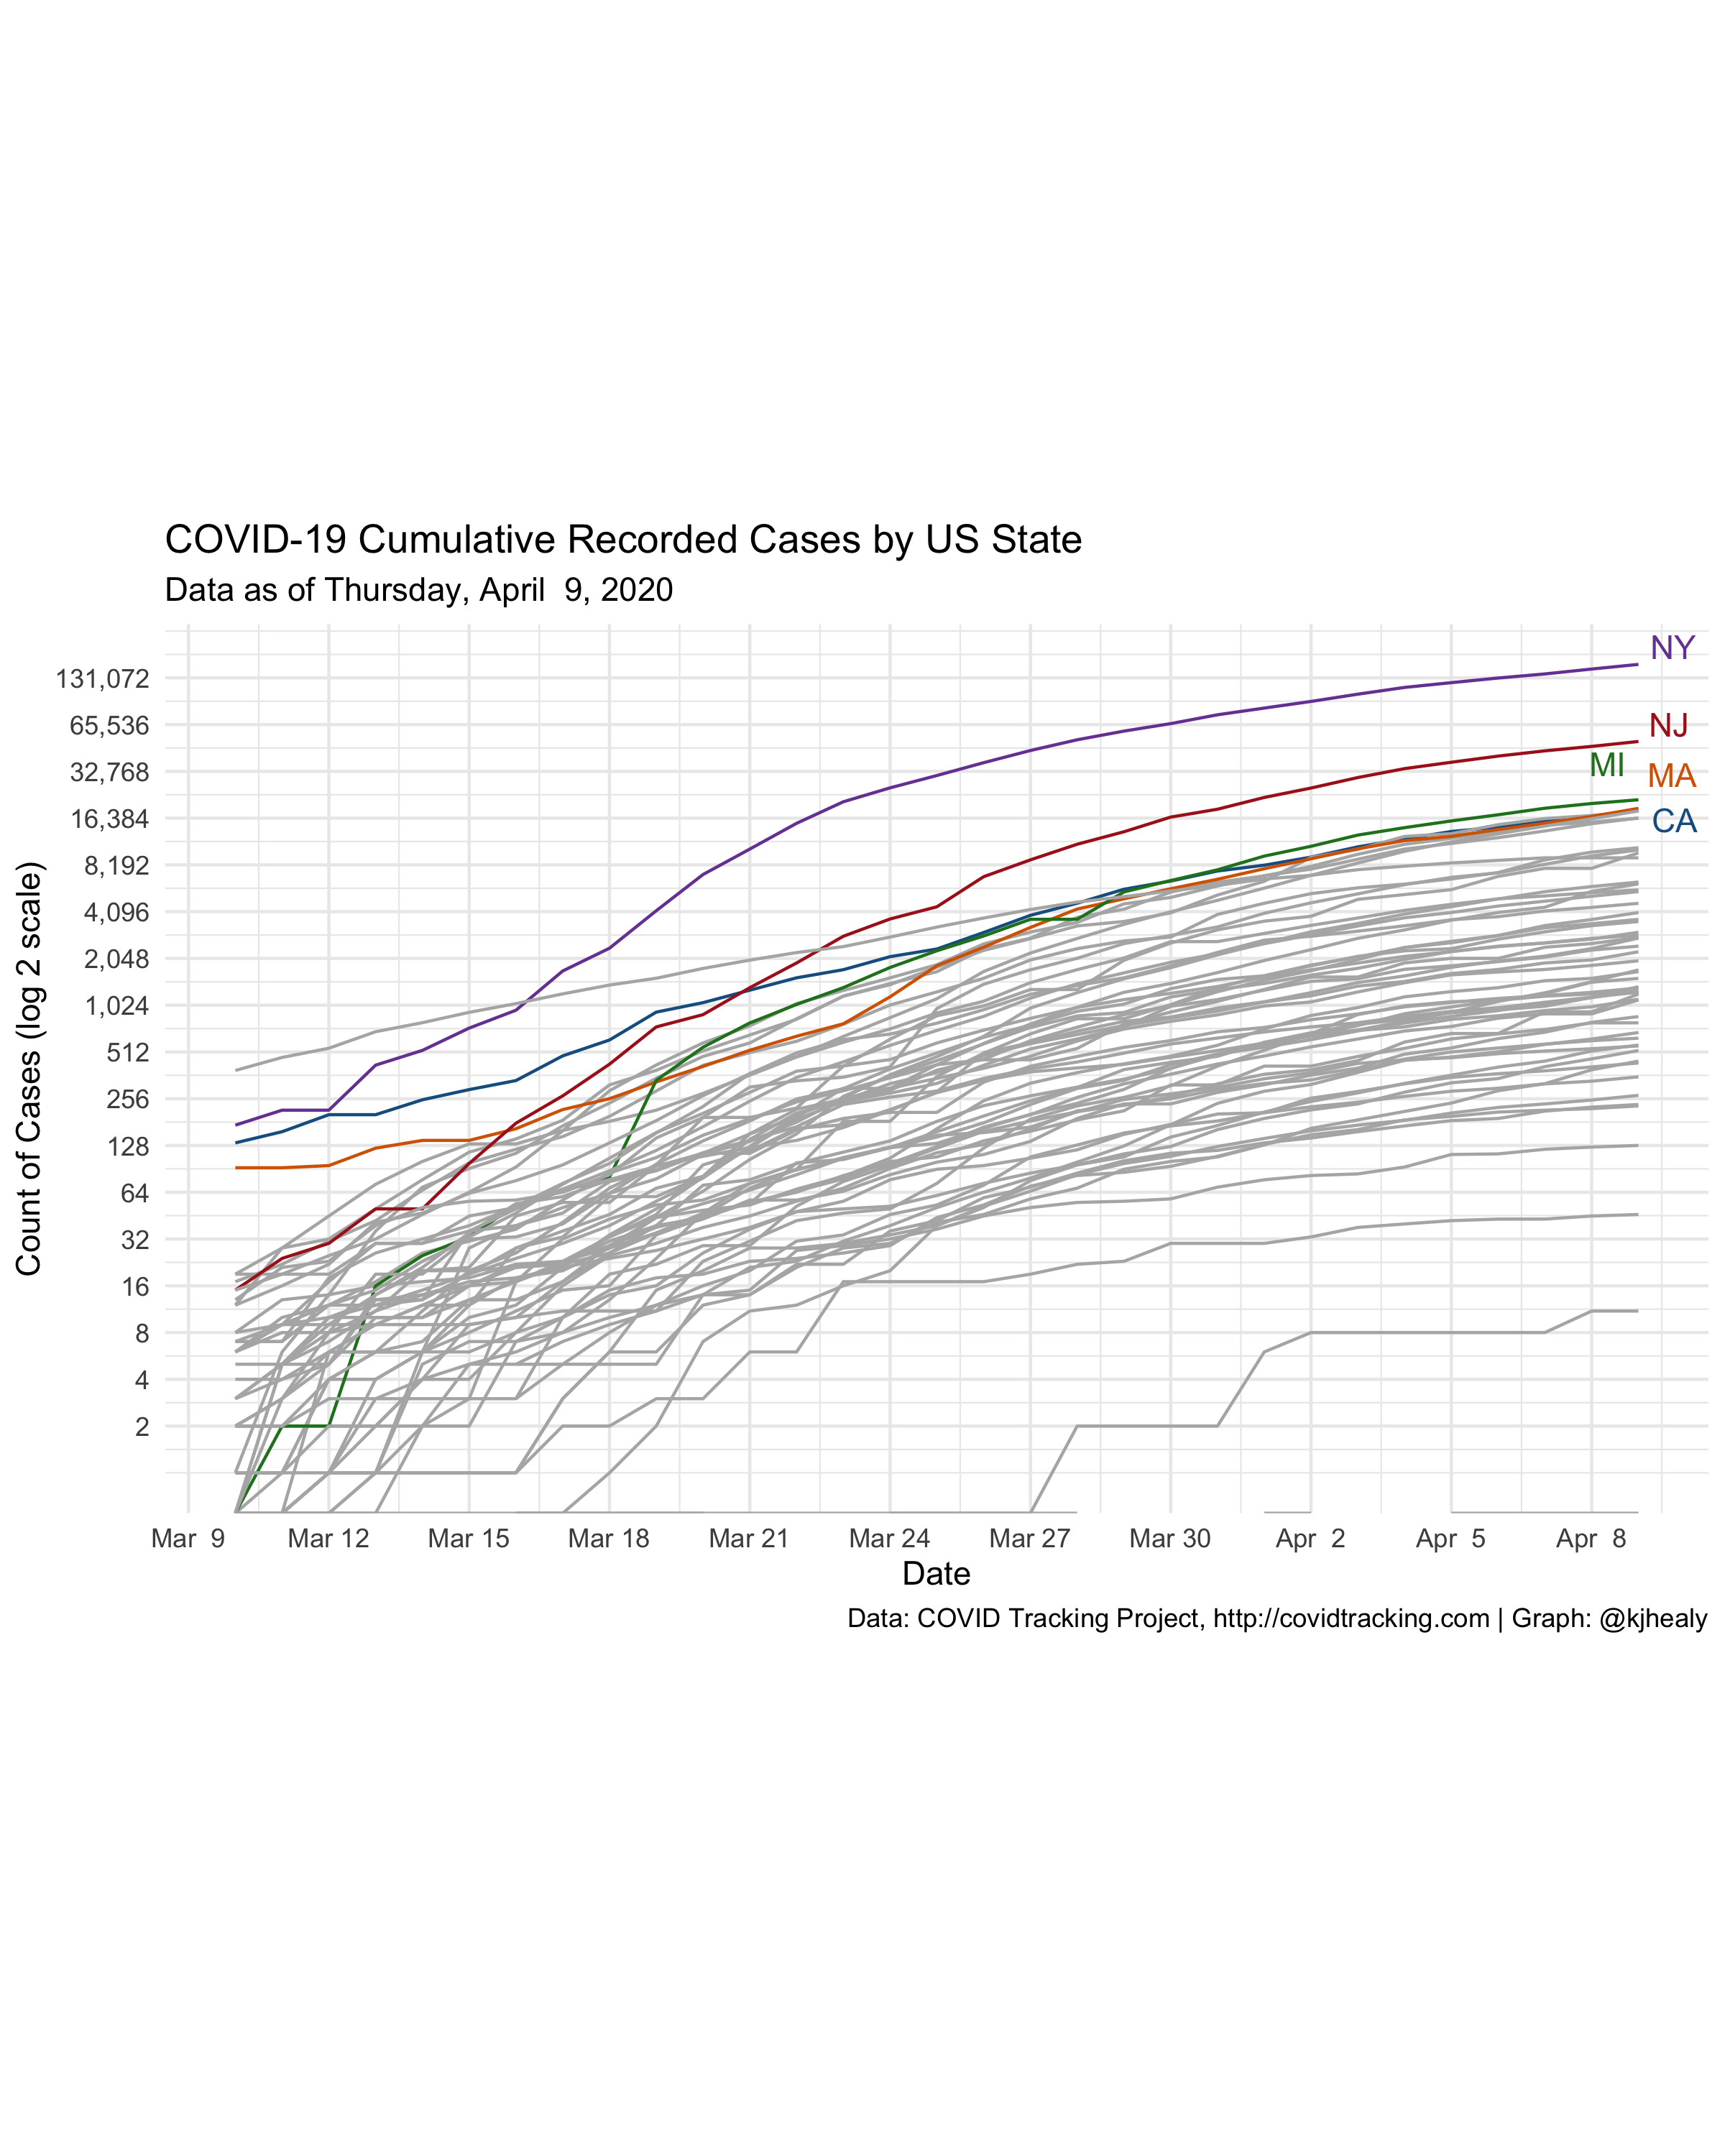 COVID-19 Cumulative Recorded Cases by US State
Data as of Thursday, April  9, 2020
NY
131,072
65,536
NJ
32,768
MI
MA
16,384
CA
8,192
4,096
2,048
1,024
512
256
128
64
32
16
8
4
2
Count of Cases (log 2 scale)
Mar  9 Mar 12 Mar 15 Mar 18 Mar 21 Mar 24 Mar 27 Mar 30 Apr  2 Apr  5 Apr  8
Date
Data: COVID Tracking Project, http://covidtracking.com | Graph: @kjhealy